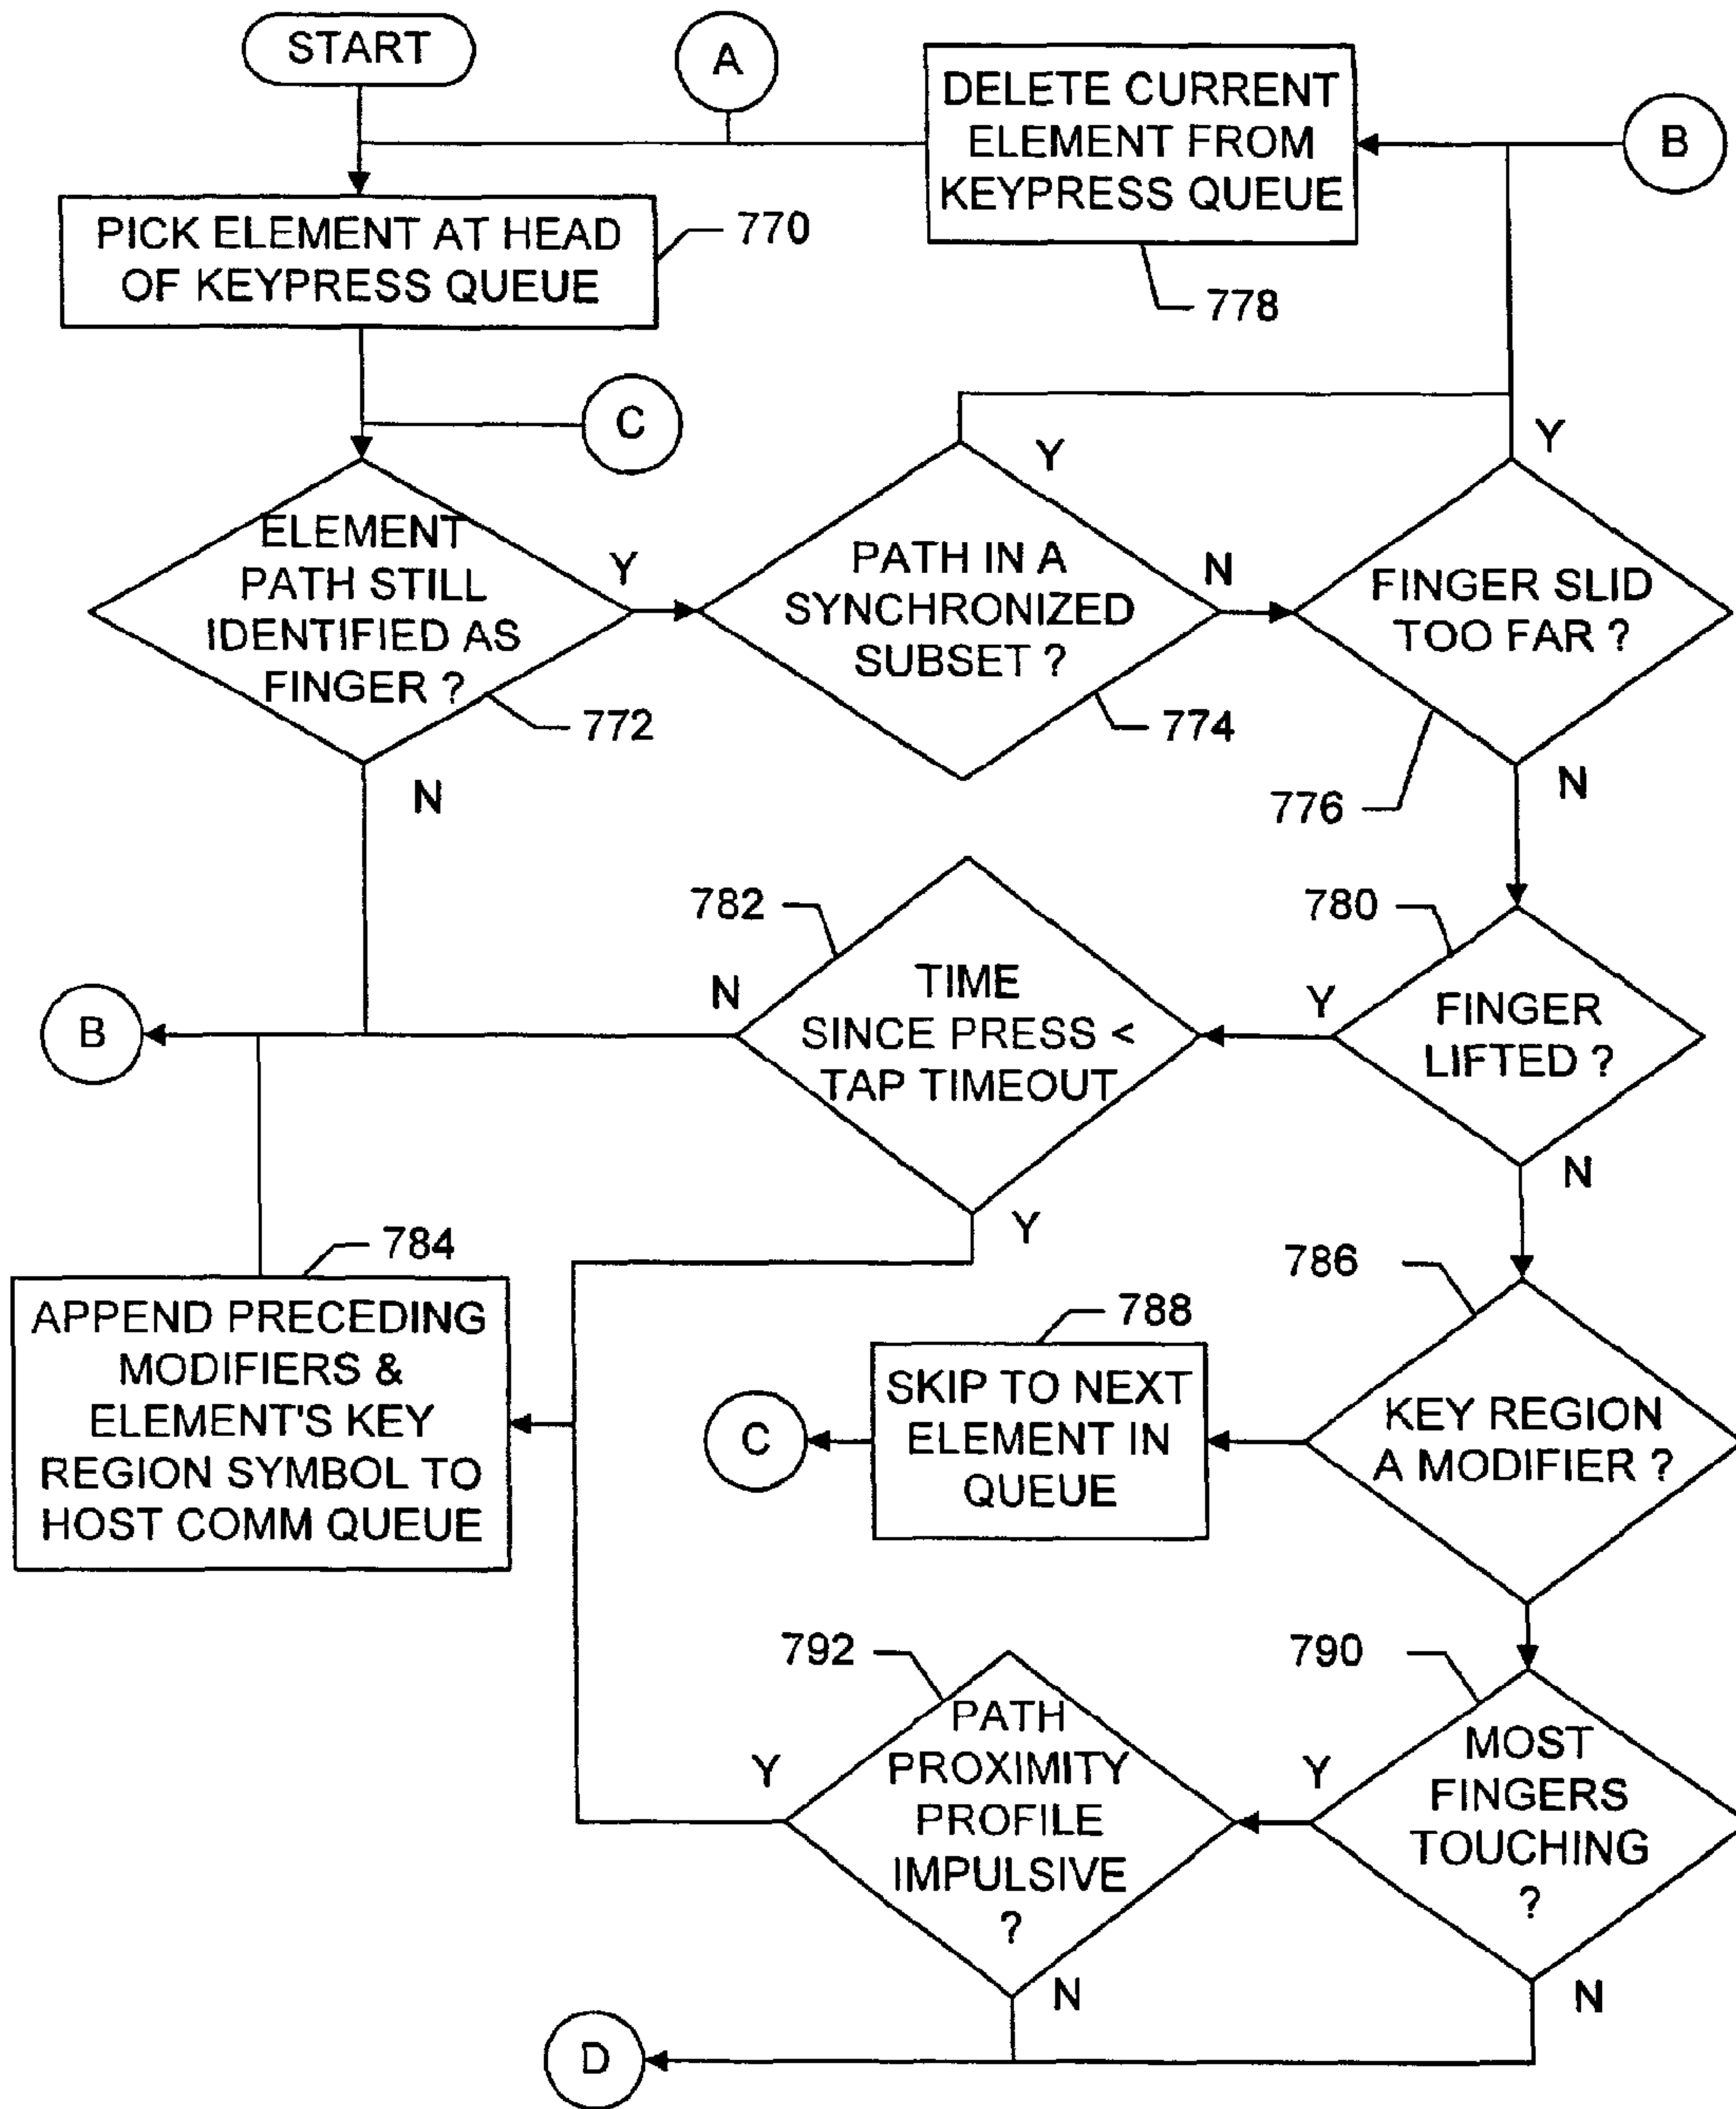 START
A
DELETE CURRENT
ELEMENT FROM
KEYPRESS QUEUE
B
PICK ELEMENT AT HEAD
OF KEYPRESS QUEUE
770
778
C
Y
Y
ELEMENT
PATH STILL
IDENTIFIED AS
FINGER ?
Y
PATH IN A
SYNCHRONIZED
SUBSET ?
N
FINGER SLID
TOO FAR ?
772
774
776
N
N
782
780
N
TIME
SINCE PRESS <
TAP TIMEOUT
Y
FINGER
LIFTED ?
B
N
Y
784
786
APPEND PRECEDING
MODIFIERS &
ELEMENT'S KEY
REGION SYMBOL TO
HOST COMM QUEUE
788
C
SKIP TO NEXT
ELEMENT IN
QUEUE
KEY REGION
A MODIFIER ?
792
790
Y
PATH
PROXIMITY
PROFILE
IMPULSIVE
?
Y
MOST
FINGERS
TOUCHING
?
N
N
D